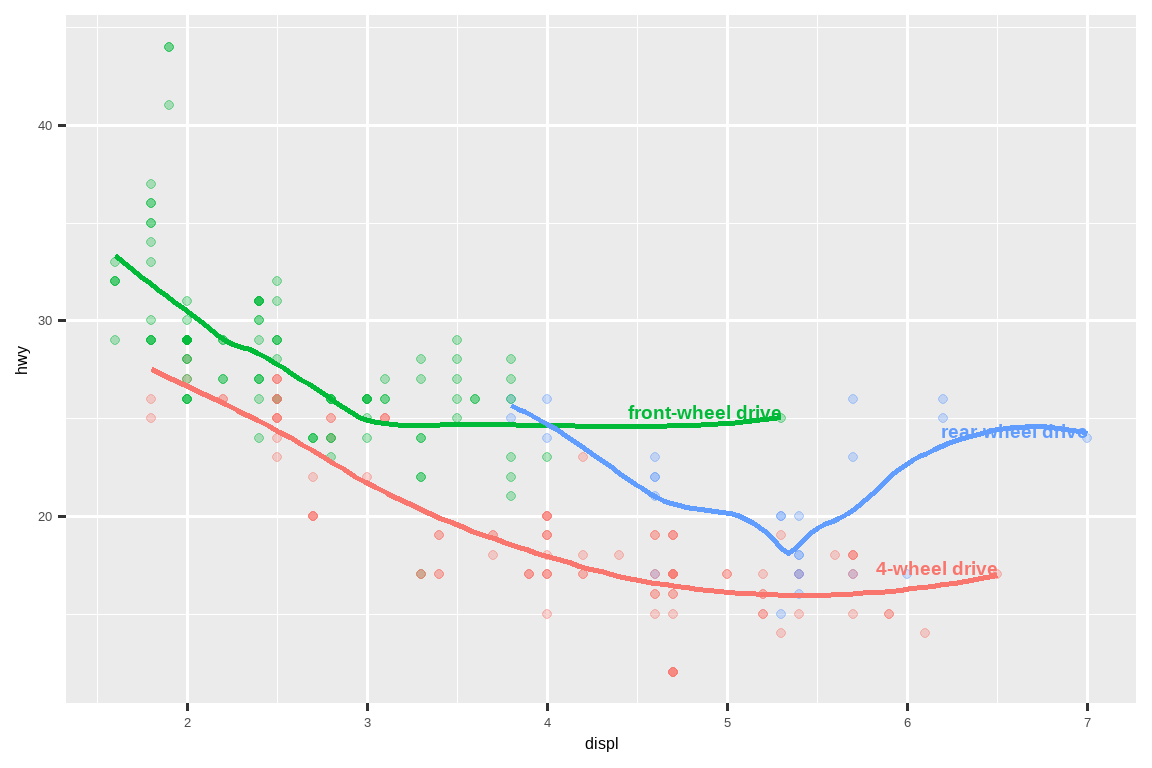 40
30
20
hwy
front-wheel drive
rear-wheel drive
4-wheel drive
2 3 4 5 6 7
displ